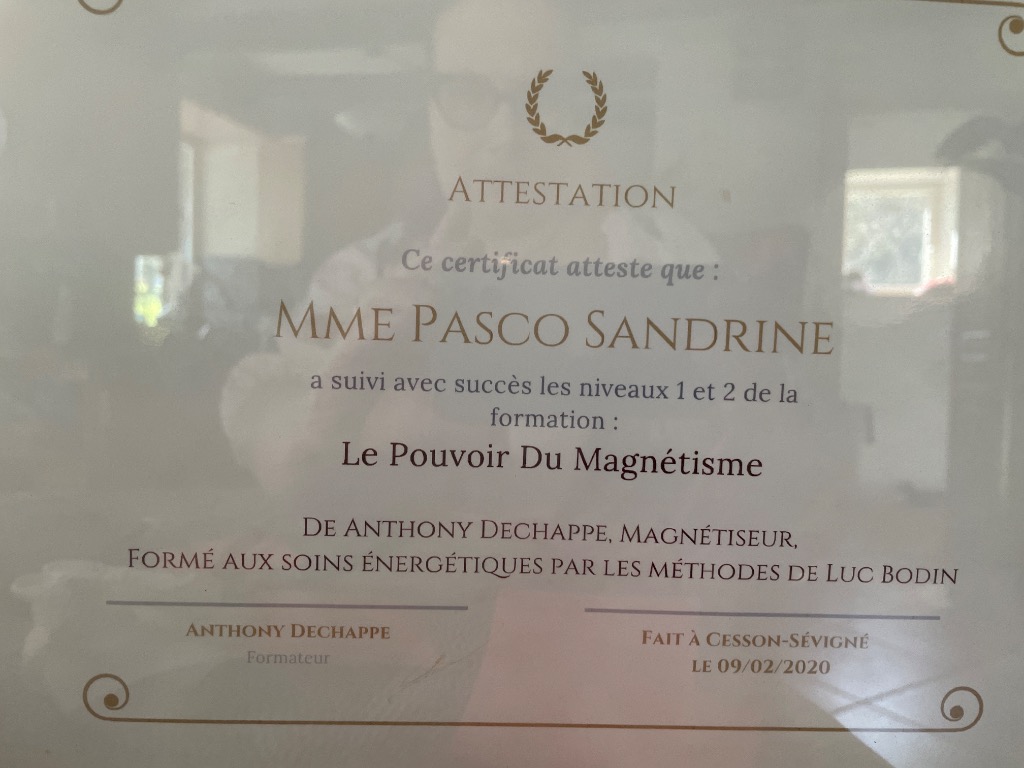 ATTESTATION
Ce certificat atteste que :
MME PASCO SANDRINE
a suivi avec succès les niveaux 1 et 2 de la
formation :
Le Pouvoir Du Magnétisme
DE ANTHONY DECHAPPE, MAGNÉTISEUR,
FORMÉ AUX SOINS ÉNERGÉTIQUES PAR LES MÉTHODES DE LUC BODIN
ANTHONY DECHAPPE
Formateur
FAIT À CESSON-SÉVIGNÉ
LE 09/02/2020